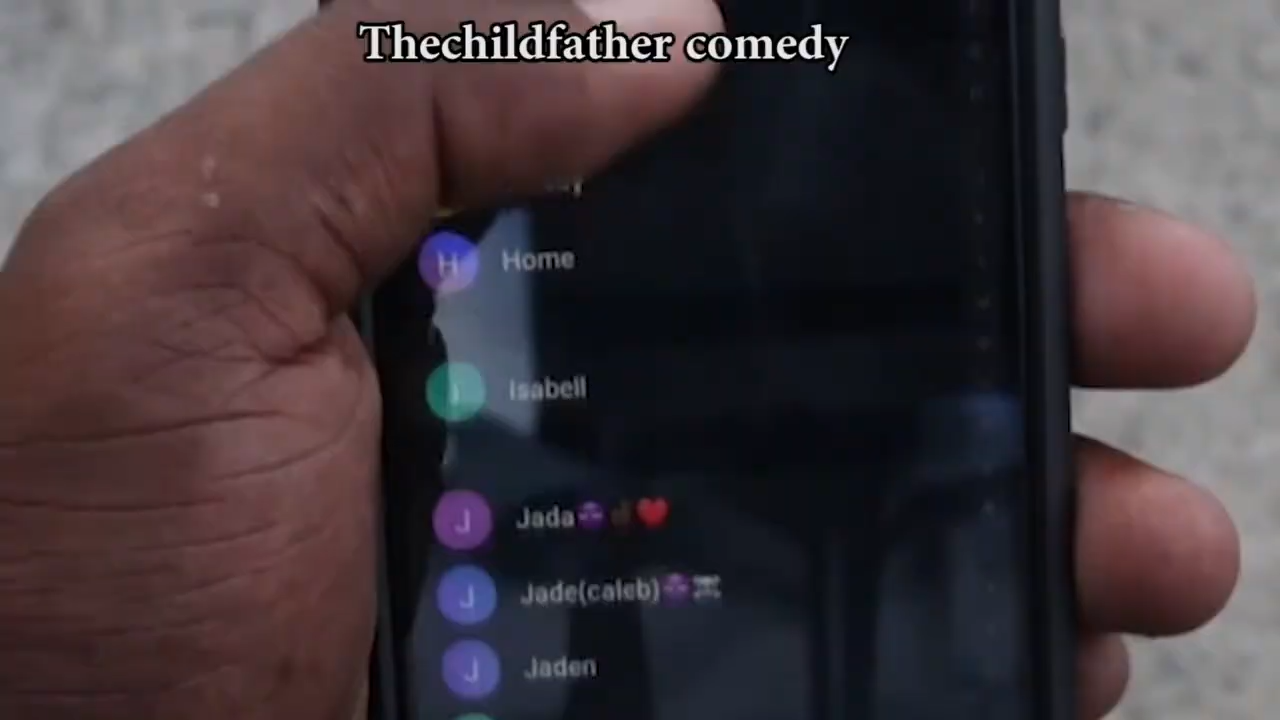 Thechildfather comedy
H Home
I Isabell
J Jada😈🖤❤️
J Jade(caleb)
J Jaden